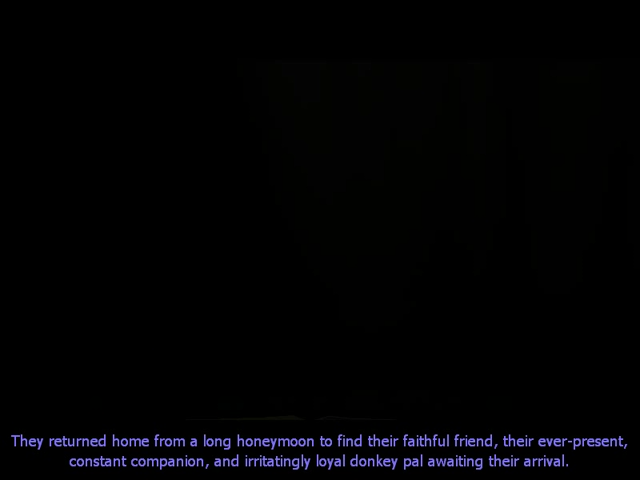 They returned home from a long honeymoon to find their faithful friend, their ever-present,
constant companion, and irritatingly loyal donkey pal awaiting their arrival.